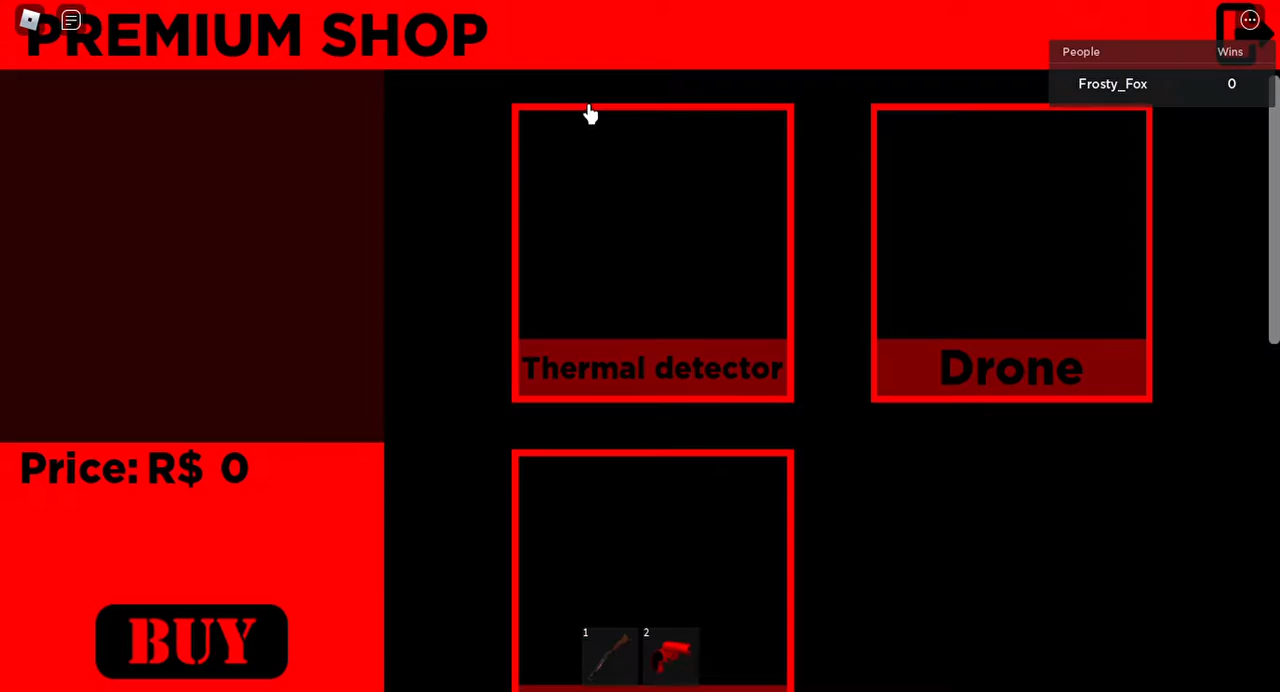 PREMIUM SHOP
People Wins
Frosty_Fox 0
Thermal detector
Drone
Price: R$ 0
BUY
1 2